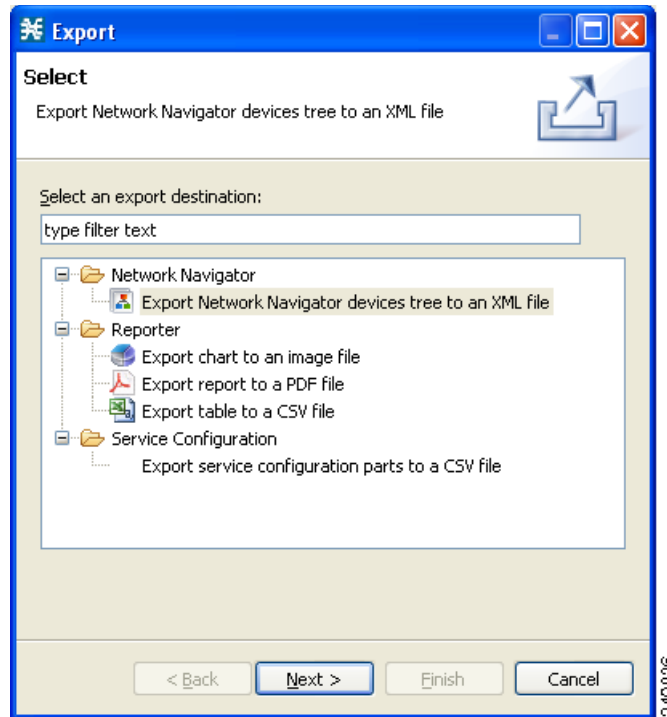 Export
Select
Export Network Navigator devices tree to an XML file
Select an export destination:
type filter text
Network Navigator
Export Network Navigator devices tree to an XML file
Reporter
Export chart to an image file
Export report to a PDF file
Export table to a CSV file
Service Configuration
Export service configuration parts to a CSV file
< Back Next > Finish Cancel